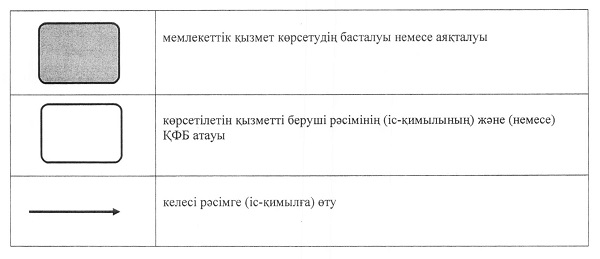 мемлекеттік қызмет көрсетудің басталуы немесе аяқталуы
көрсетілетін қызметті беруші рәсімінің (іс-қимылының) және (немесе)
ҚФБ атауы
келесі рәсімге (іс-қимылға) өту